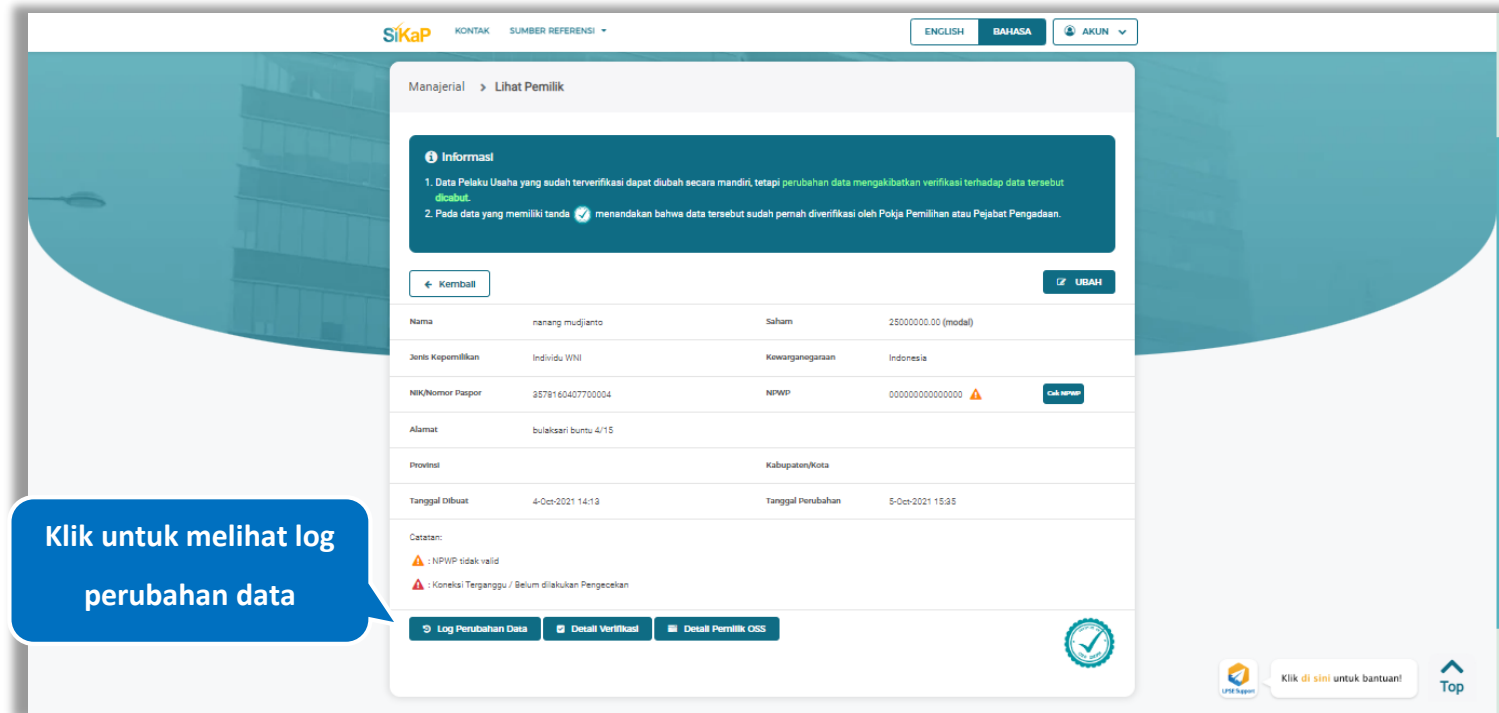 SiKaP KONTAK SUMBER REFERENSI ENGLISH BAHASA AKUN
Manajerial > Lihat Pemilik
Informasi
1. Data Pelaku Usaha yang sudah terverifikasi dapat diubah secara mandiri, tetapi perubahan data mengakibatkan verifikasi terhadap data tersebut
dicabut.
2. Pada data yang memiliki tanda menandakan bahwa data tersebut sudah pernah diverifikasi oleh Pokja Pemilihan atau Pejabat Pengadaan.
Kembali UBAH
Nama nanang mudjianto Saham 25000000.00 (modal)
Jenis Kepemilikan Individu WNI Kewarganegaraan Indonesia
NIK/Nomor Paspor 3578160407700004 NPWP 000000000000000 Cek NPWP
Alamat bulaksari buntu 4/15
Provinsi Kabupaten/Kota
Tanggal Dibuat 4-Oct-2021 14:13 Tanggal Perubahan 5-Oct-2021 15:35
Catatan:
: NPWP tidak valid
: Koneksi Terganggu / Belum dilakukan Pengecekan
Klik untuk melihat log
perubahan data
Log Perubahan Data Detail Verifikasi Detail Pemilik OSS
LPSE Support Klik di sini untuk bantuan! Top